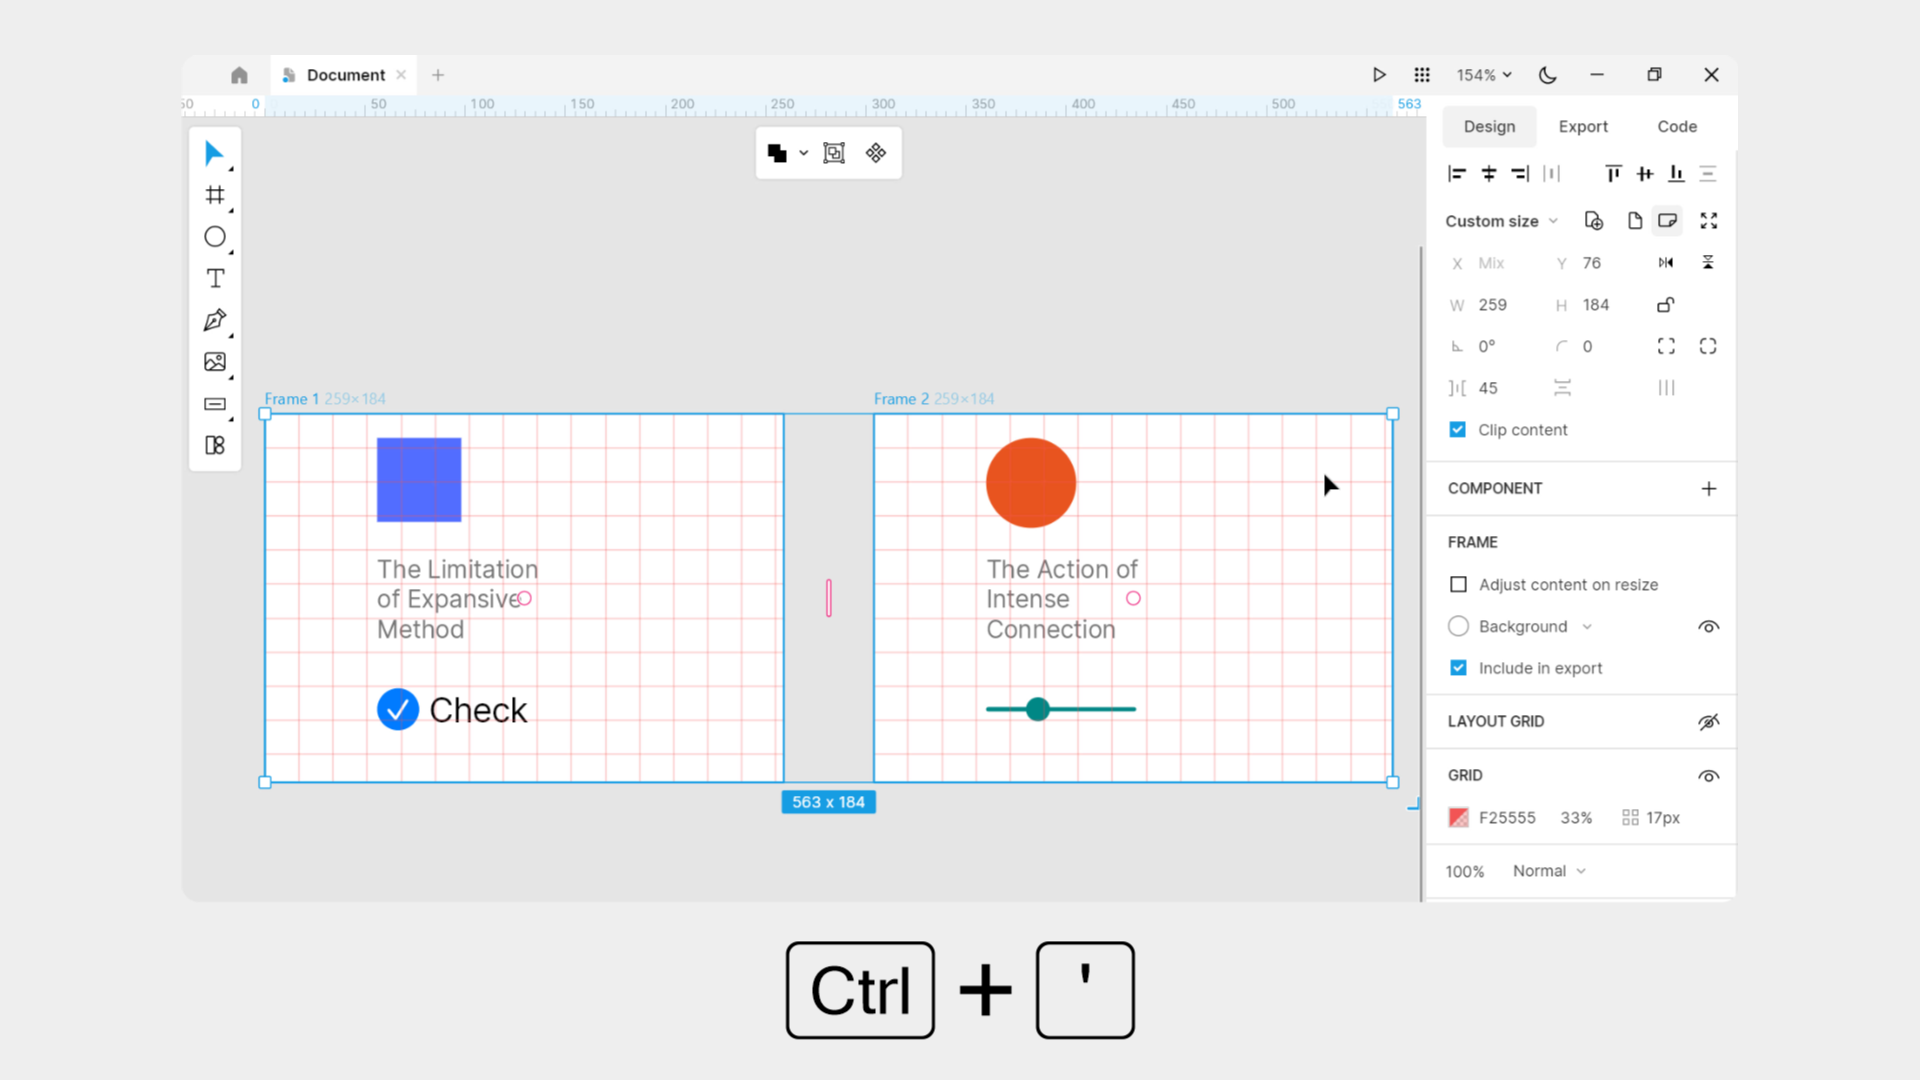 Document
154%
50 0 50 100 150 200 250 300 350 400 450 500 563
Design Export Code
Custom size
X Mix Y 76
W 259 H 184
0° 0
45
Clip content
COMPONENT
FRAME
Adjust content on resize
Background
Include in export
LAYOUT GRID
GRID
F25555 33% 17px
100% Normal
T
Frame 1 259×184
Frame 2 259×184
The Limitation
of Expansive
Method
Check
The Action of
Intense
Connection
563 x 184
Ctrl + '